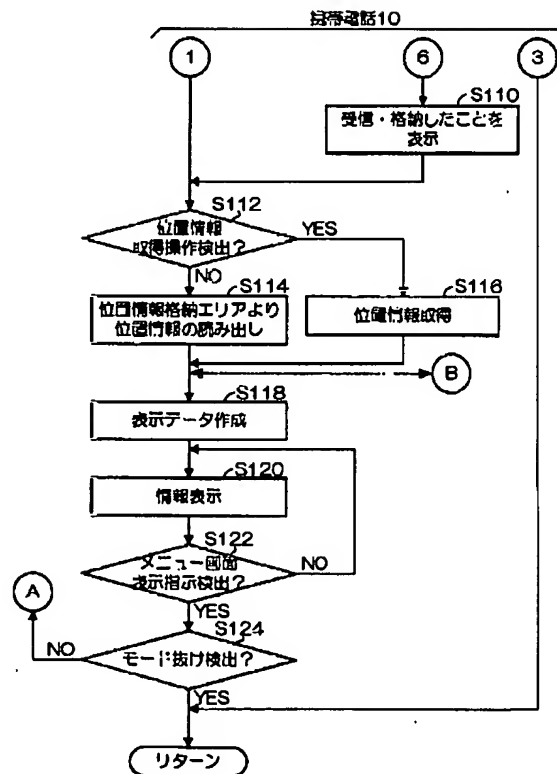 携帯電話10
1
6
3
S110
受信・格納したことを
表示
S112
位置情報
取得操作検出?
YES
NO
S114
位置情報格納エリアより
位置情報の読み出し
S116
位置情報取得
B
S118
表示データ作成
S120
情報表示
S122
メニュー画面
表示指示検出?
NO
YES
A
S124
モード抜け検出?
NO
YES
リターン